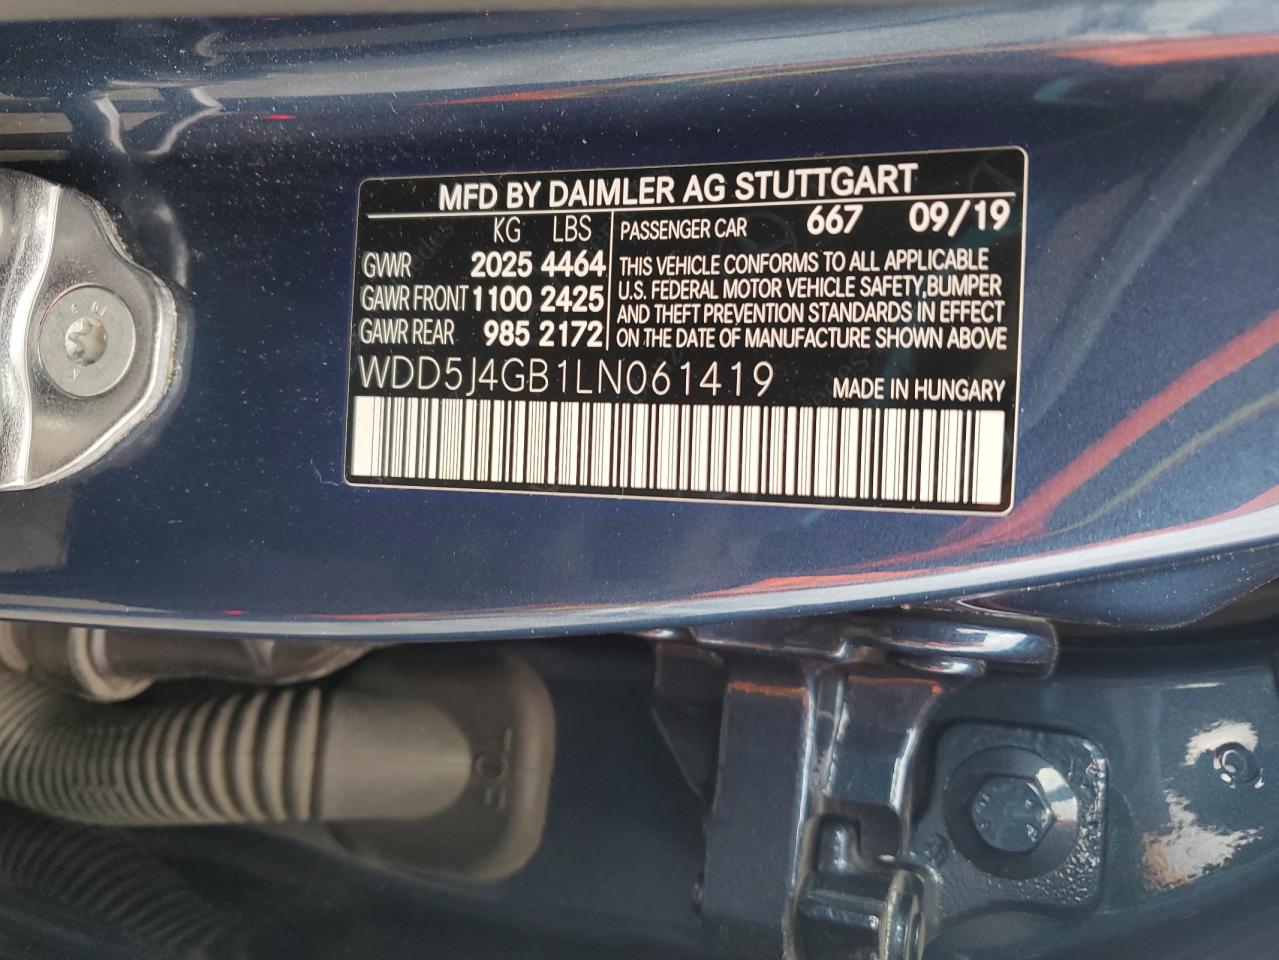 MFD BY DAIMLER AG STUTTGART
KG LBS PASSENGER CAR 667 09/19
GVWR 2025 4464 THIS VEHICLE CONFORMS TO ALL APPLICABLE
GAWR FRONT 1100 2425 U.S. FEDERAL MOTOR VEHICLE SAFETY,BUMPER
AND THEFT PREVENTION STANDARDS IN EFFECT
GAWR REAR 985 2172 ON THE DATE OF MANUFACTURE SHOWN ABOVE
WDD5J4GB1LN061419 MADE IN HUNGARY